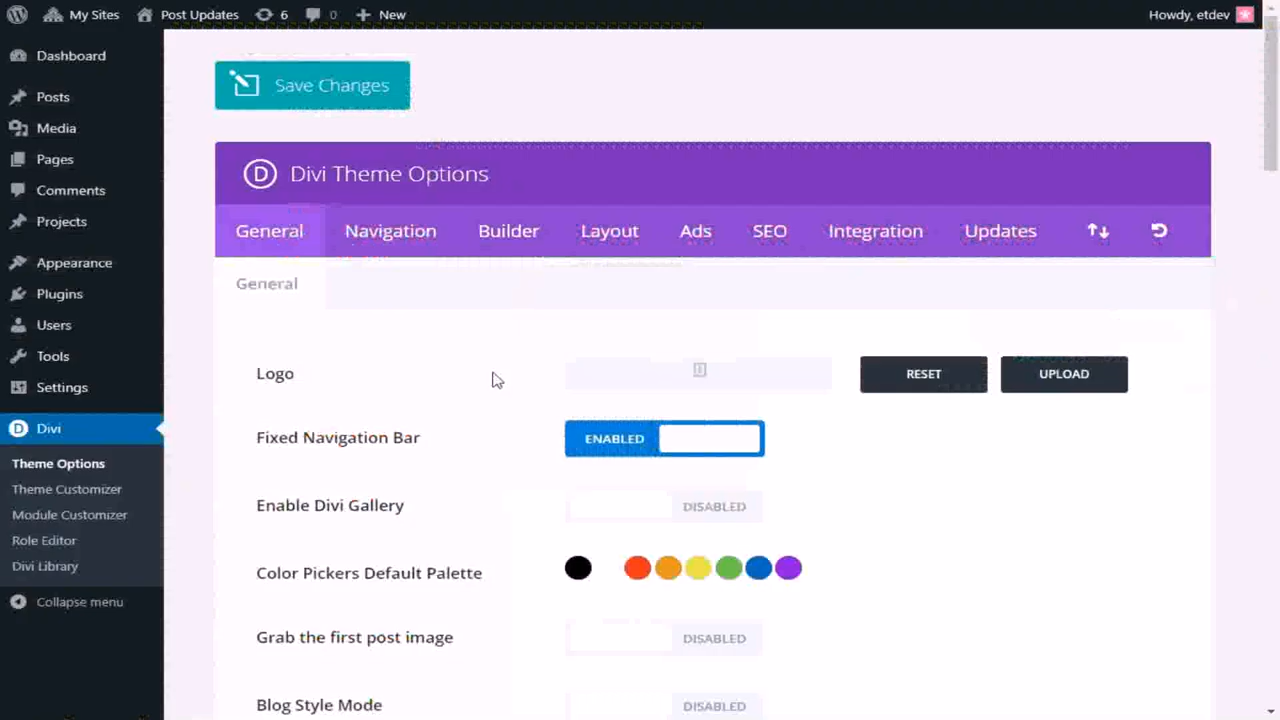 My Sites
Post Updates
6
0
New
Howdy, etdev
Dashboard
Posts
Media
Pages
Comments
Projects
Appearance
Plugins
Users
Tools
Settings
Divi
Theme Options
Theme Customizer
Module Customizer
Role Editor
Divi Library
Collapse menu
Save Changes
D Divi Theme Options
General Navigation Builder Layout Ads SEO Integration Updates
General
Logo
RESET UPLOAD
Fixed Navigation Bar
ENABLED
Enable Divi Gallery
DISABLED
Color Pickers Default Palette
Grab the first post image
DISABLED
Blog Style Mode
DISABLED